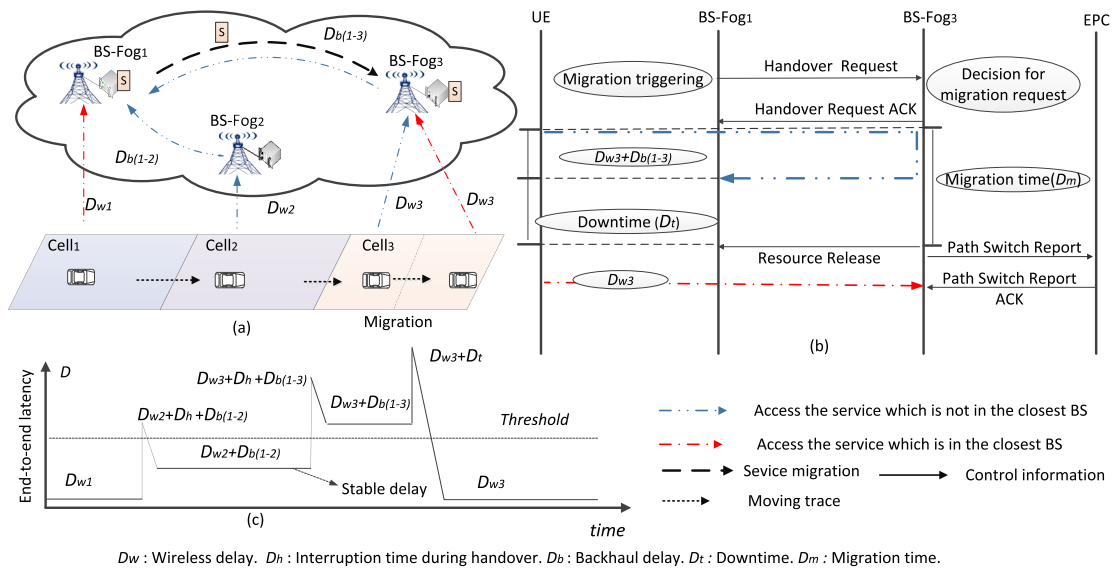 BS-Fog1
S
S
Db(1-3)
BS-Fog3
S
BS-Fog2
Db(1-2)
Dw1
Dw2
Dw3
Dw3
Cell1
Cell2
Cell3
(a)
Migration
UE
BS-Fog1
BS-Fog3
EPC
Migration triggering
Handover Request
Decision for
migration request
Handover Request ACK
Dw3+Db(1-3)
Migration time(Dm)
Downtime (Dt)
Resource Release
Path Switch Report
Dw3
Path Switch Report
ACK
(b)
End-to-end latency
D
Dw3+Dt
Dw3+Dh +Db(1-3)
Dw2+Dh +Db(1-2)
Dw3+Db(1-3)
Threshold
Dw2+Db(1-2)
Dw1
Stable delay
Dw3
(c)
time
Access the service which is not in the closest BS
Access the service which is in the closest BS
Sevice migration
Control information
Moving trace
Dw : Wireless delay. Dh : Interruption time during handover. Db : Backhaul delay. Dt : Downtime. Dm : Migration time.